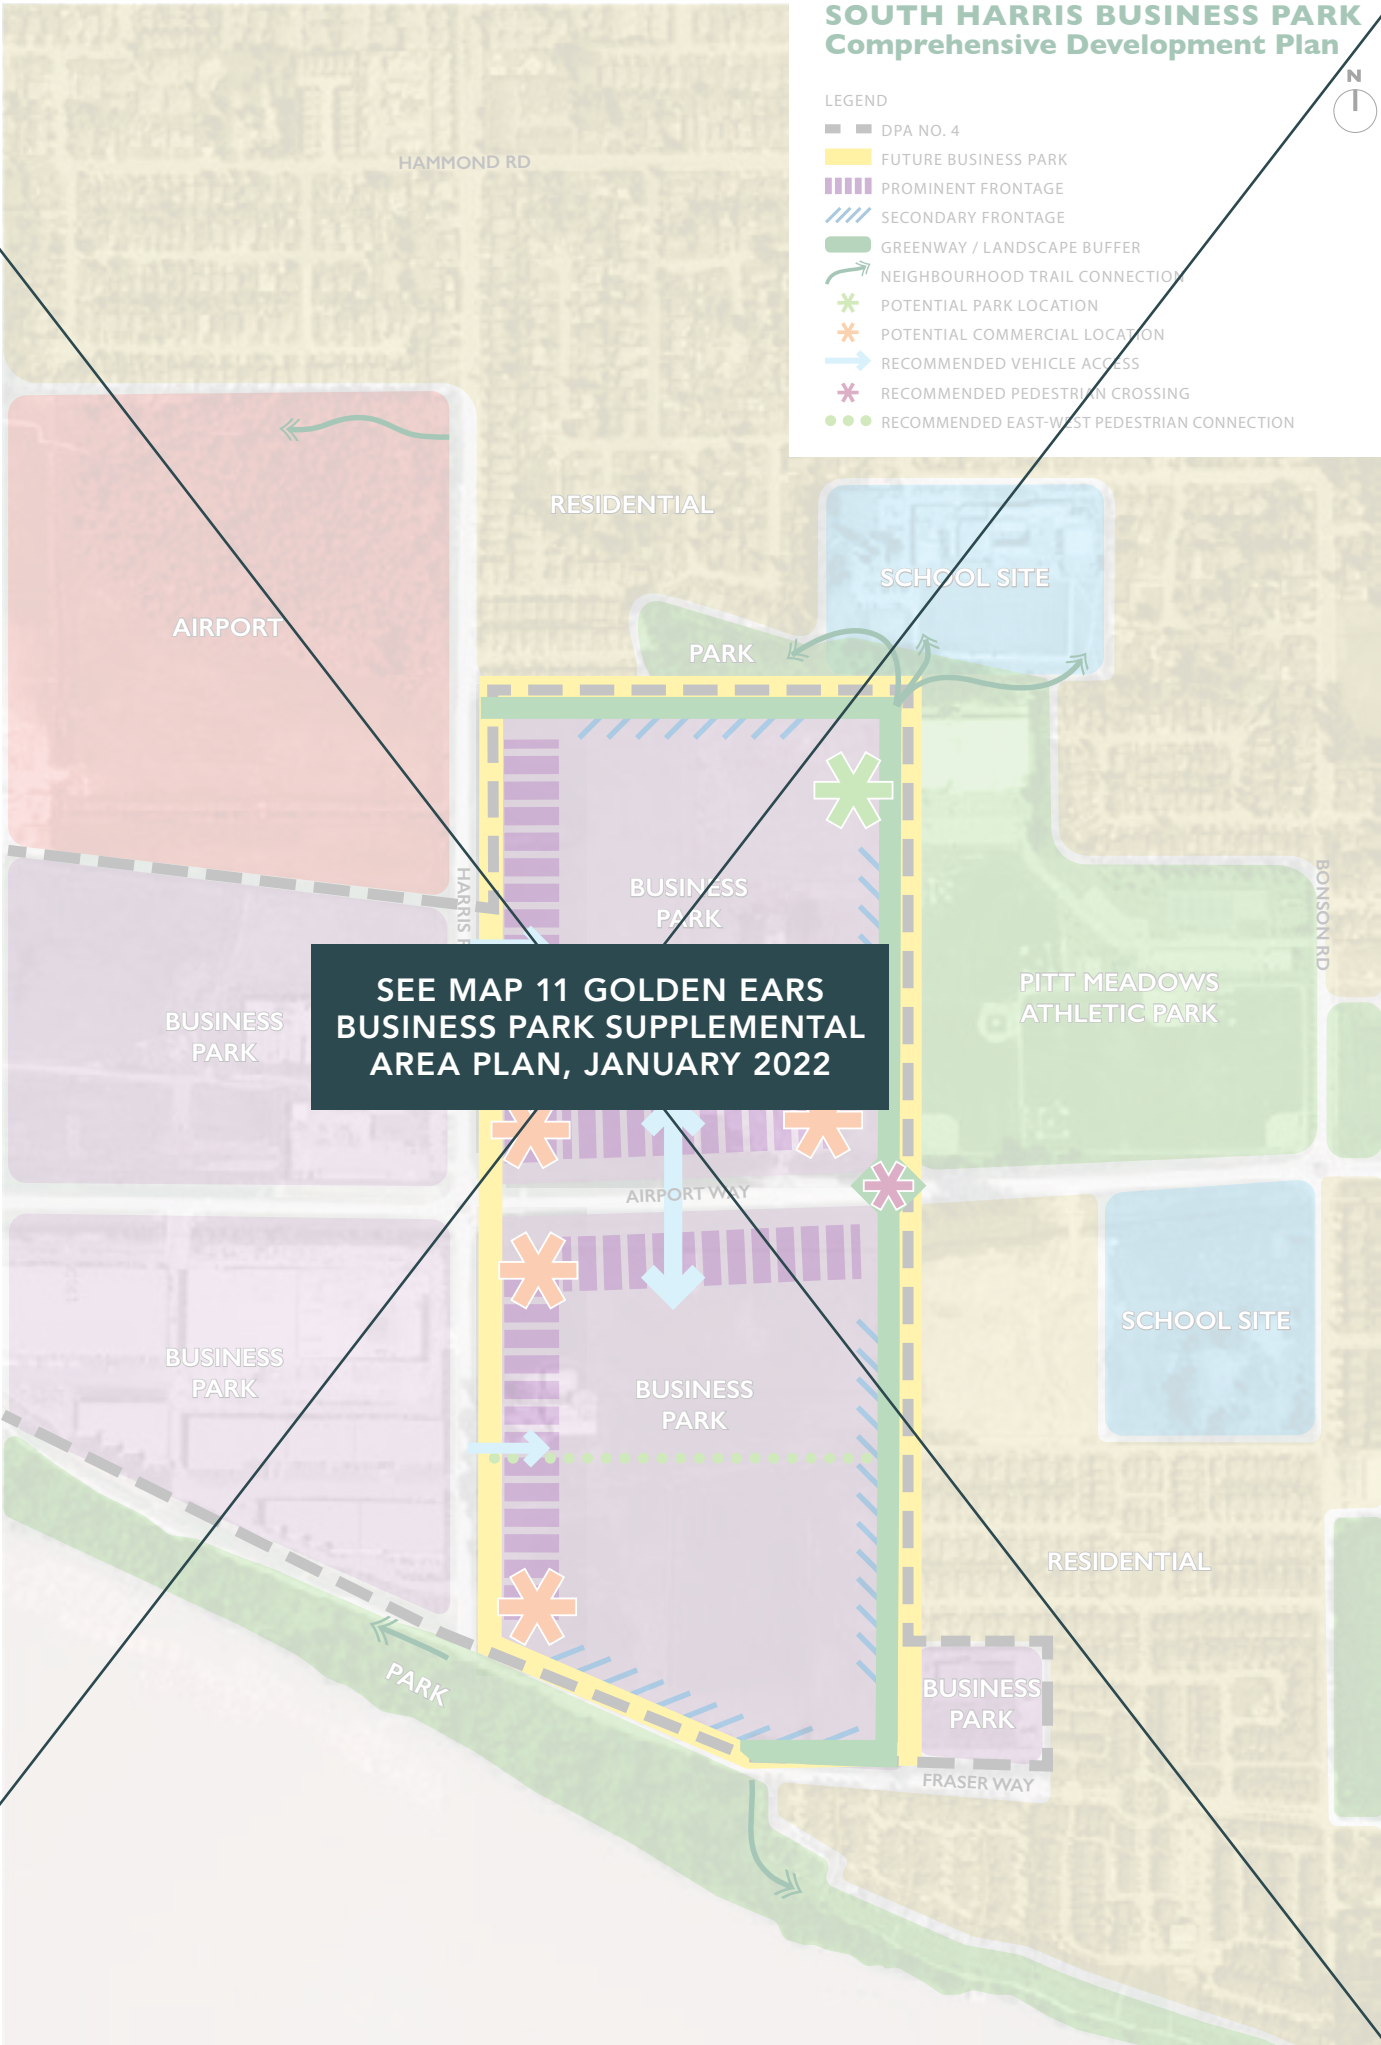 SOUTH HARRIS BUSINESS PARK
Comprehensive Development Plan
N
LEGEND
DPA NO. 4
FUTURE BUSINESS PARK
PROMINENT FRONTAGE
SECONDARY FRONTAGE
GREENWAY / LANDSCAPE BUFFER
NEIGHBOURHOOD TRAIL CONNECTION
POTENTIAL PARK LOCATION
POTENTIAL COMMERCIAL LOCATION
RECOMMENDED VEHICLE ACCESS
RECOMMENDED PEDESTRIAN CROSSING
RECOMMENDED EAST-WEST PEDESTRIAN CONNECTION
HAMMOND RD
RESIDENTIAL
SCHOOL SITE
AIRPORT
PARK
HARRIS
BUSINESS
PARK
BONSON RD
PITT MEADOWS
ATHLETIC PARK
BUSINESS
PARK
SEE MAP 11 GOLDEN EARS
BUSINESS PARK SUPPLEMENTAL
AREA PLAN, JANUARY 2022
AIRPORT WAY
SCHOOL SITE
BUSINESS
PARK
BUSINESS
PARK
RESIDENTIAL
PARK
BUSINESS
PARK
FRASER WAY